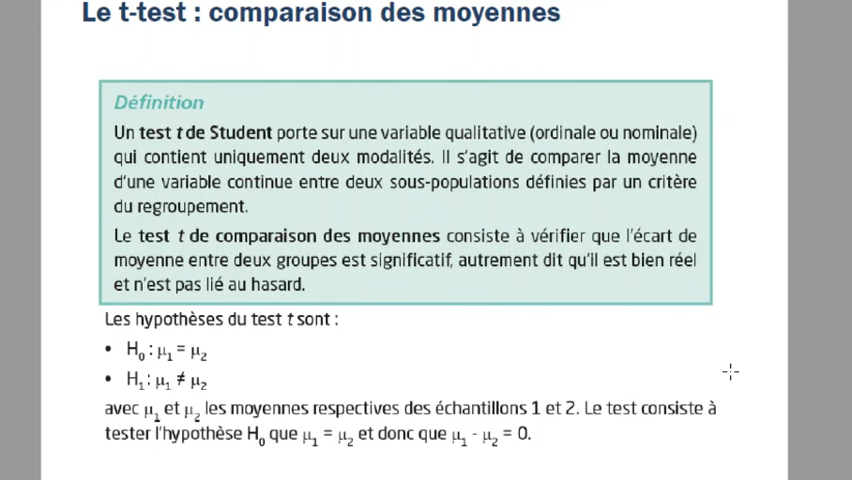 Le t-test : comparaison des moyennes
Définition
Un test t de Student porte sur une variable qualitative (ordinale ou nominale)
qui contient uniquement deux modalités. Il s'agit de comparer la moyenne
d'une variable continue entre deux sous-populations définies par un critère
du regroupement.
Le test t de comparaison des moyennes consiste à vérifier que l'écart de
moyenne entre deux groupes est significatif, autrement dit qu'il est bien réel
et n'est pas lié au hasard.
Les hypothèses du test t sont :
• H₀ : μ₁ = μ₂
• H₁ : μ₁ ≠ μ₂
avec μ₁ et μ₂ les moyennes respectives des échantillons 1 et 2. Le test consiste à
tester l'hypothèse H₀ que μ₁ = μ₂ et donc que μ₁ - μ₂ = 0.